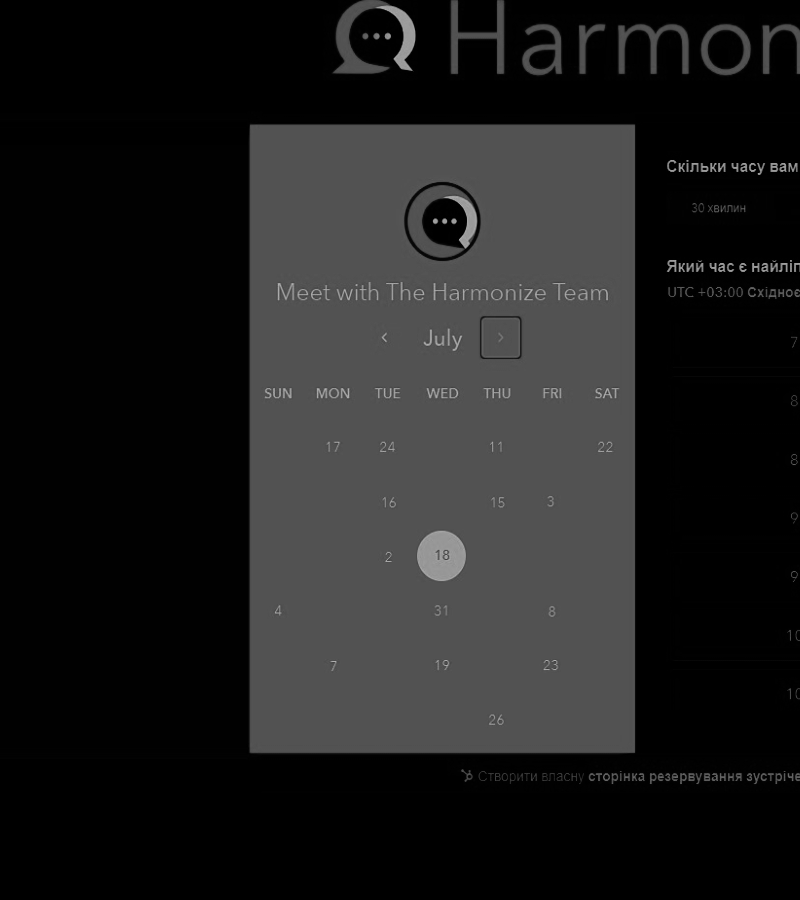 Harmon
Meet with The Harmonize Team
‹ July ›
SUN MON TUE WED THU FRI SAT
17 24 11 22
16 15 3
2 18
4 31 8
7 19 23
26
Скільки часу вам
30 хвилин
Який час є найліп
UTC +03:00 Східноє
7
8
8
9
9
10
10
Створити власну сторінка резервування зустріче